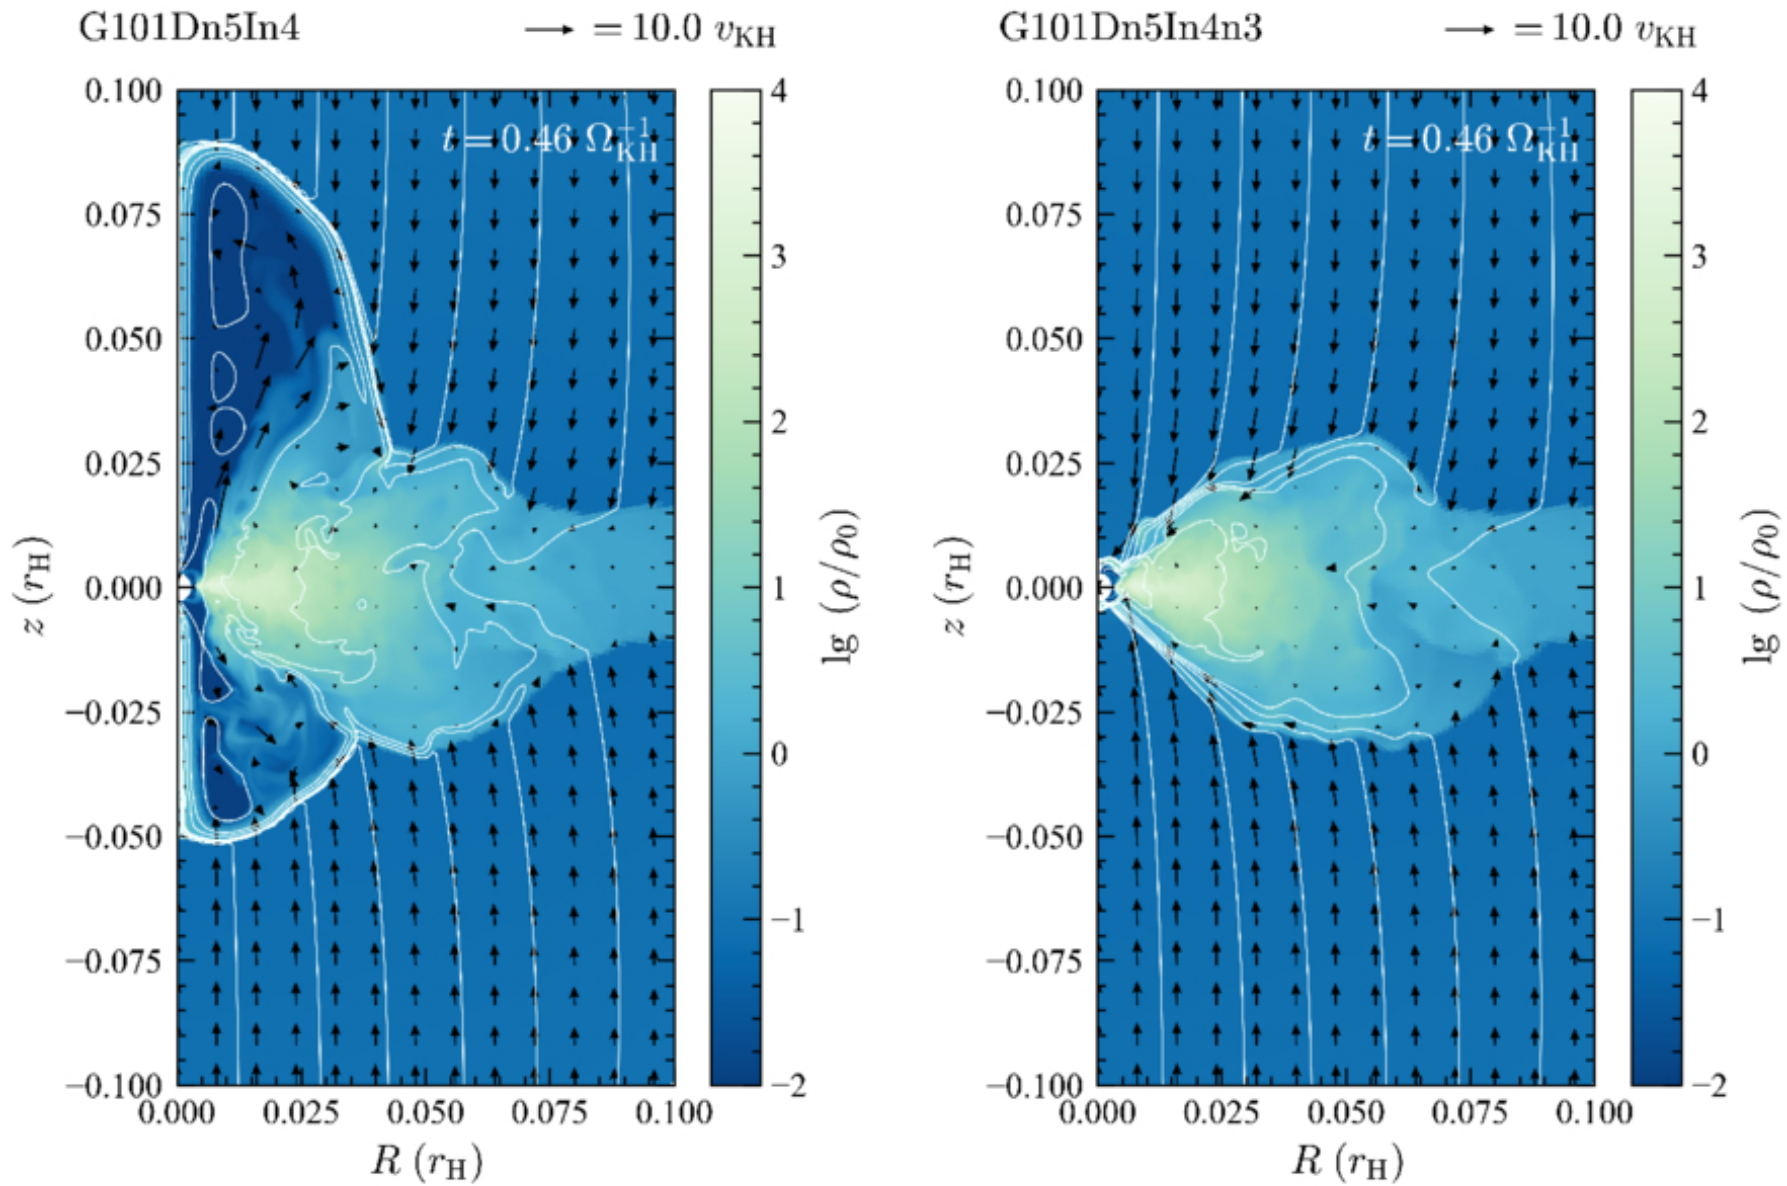 G101Dn5In4
→ = 10.0 v_KH
t = 0.46 Ω_KH^−1
0.100
0.075
0.050
0.025
0.000
−0.025
−0.050
−0.075
−0.100
z (r_H)
0.000 0.025 0.050 0.075 0.100
R (r_H)
4
3
2
1
0
−1
−2
lg (ρ/ρ_0)
G101Dn5In4n3
→ = 10.0 v_KH
t = 0.46 Ω_KH^−1
0.100
0.075
0.050
0.025
0.000
−0.025
−0.050
−0.075
−0.100
z (r_H)
0.000 0.025 0.050 0.075 0.100
R (r_H)
4
3
2
1
0
−1
−2
lg (ρ/ρ_0)